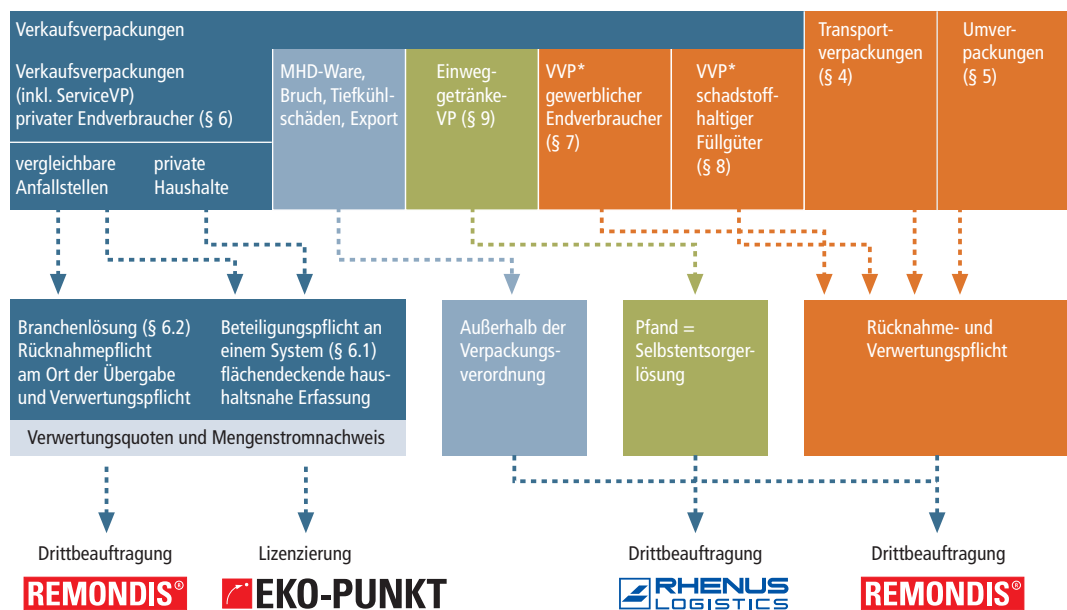 Verkaufsverpackungen
Verkaufsverpackungen
(inkl. ServiceVP)
privater Endverbraucher (§ 6)
vergleichbare
Anfallstellen
private
Haushalte
MHD-Ware,
Bruch, Tiefkühl-
schäden, Export
Einweg-
getränke-
VP (§ 9)
VVP*
gewerblicher
Endverbraucher
(§ 7)
VVP*
schadstoff-
haltiger
Füllgüter
(§ 8)
Transport-
verpackungen
(§ 4)
Umver-
packungen
(§ 5)
Branchenlösung (§ 6.2)
Rücknahmepflicht
am Ort der Übergabe
und Verwertungspflicht
Beteiligungspflicht an
einem System (§ 6.1)
flächendeckende haus-
haltsnahe Erfassung
Verwertungsquoten und Mengenstromnachweis
Außerhalb der
Verpackungs-
verordnung
Pfand =
Selbstentsorger-
lösung
Rücknahme- und
Verwertungspflicht
Drittbeauftragung
REMONDIS®
Lizenzierung
EKO-PUNKT
Drittbeauftragung
RHENUS
LOGISTICS
Drittbeauftragung
REMONDIS®